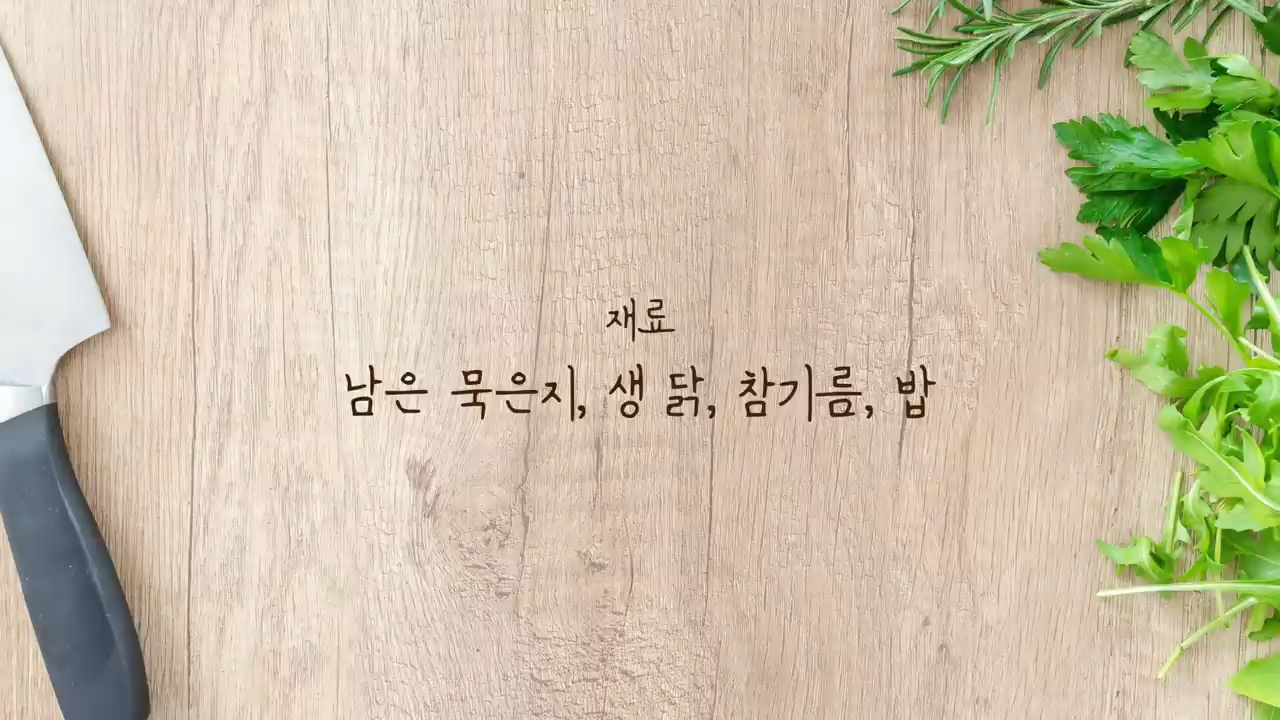 재료
남은 묵은지, 생 닭, 참기름, 밥